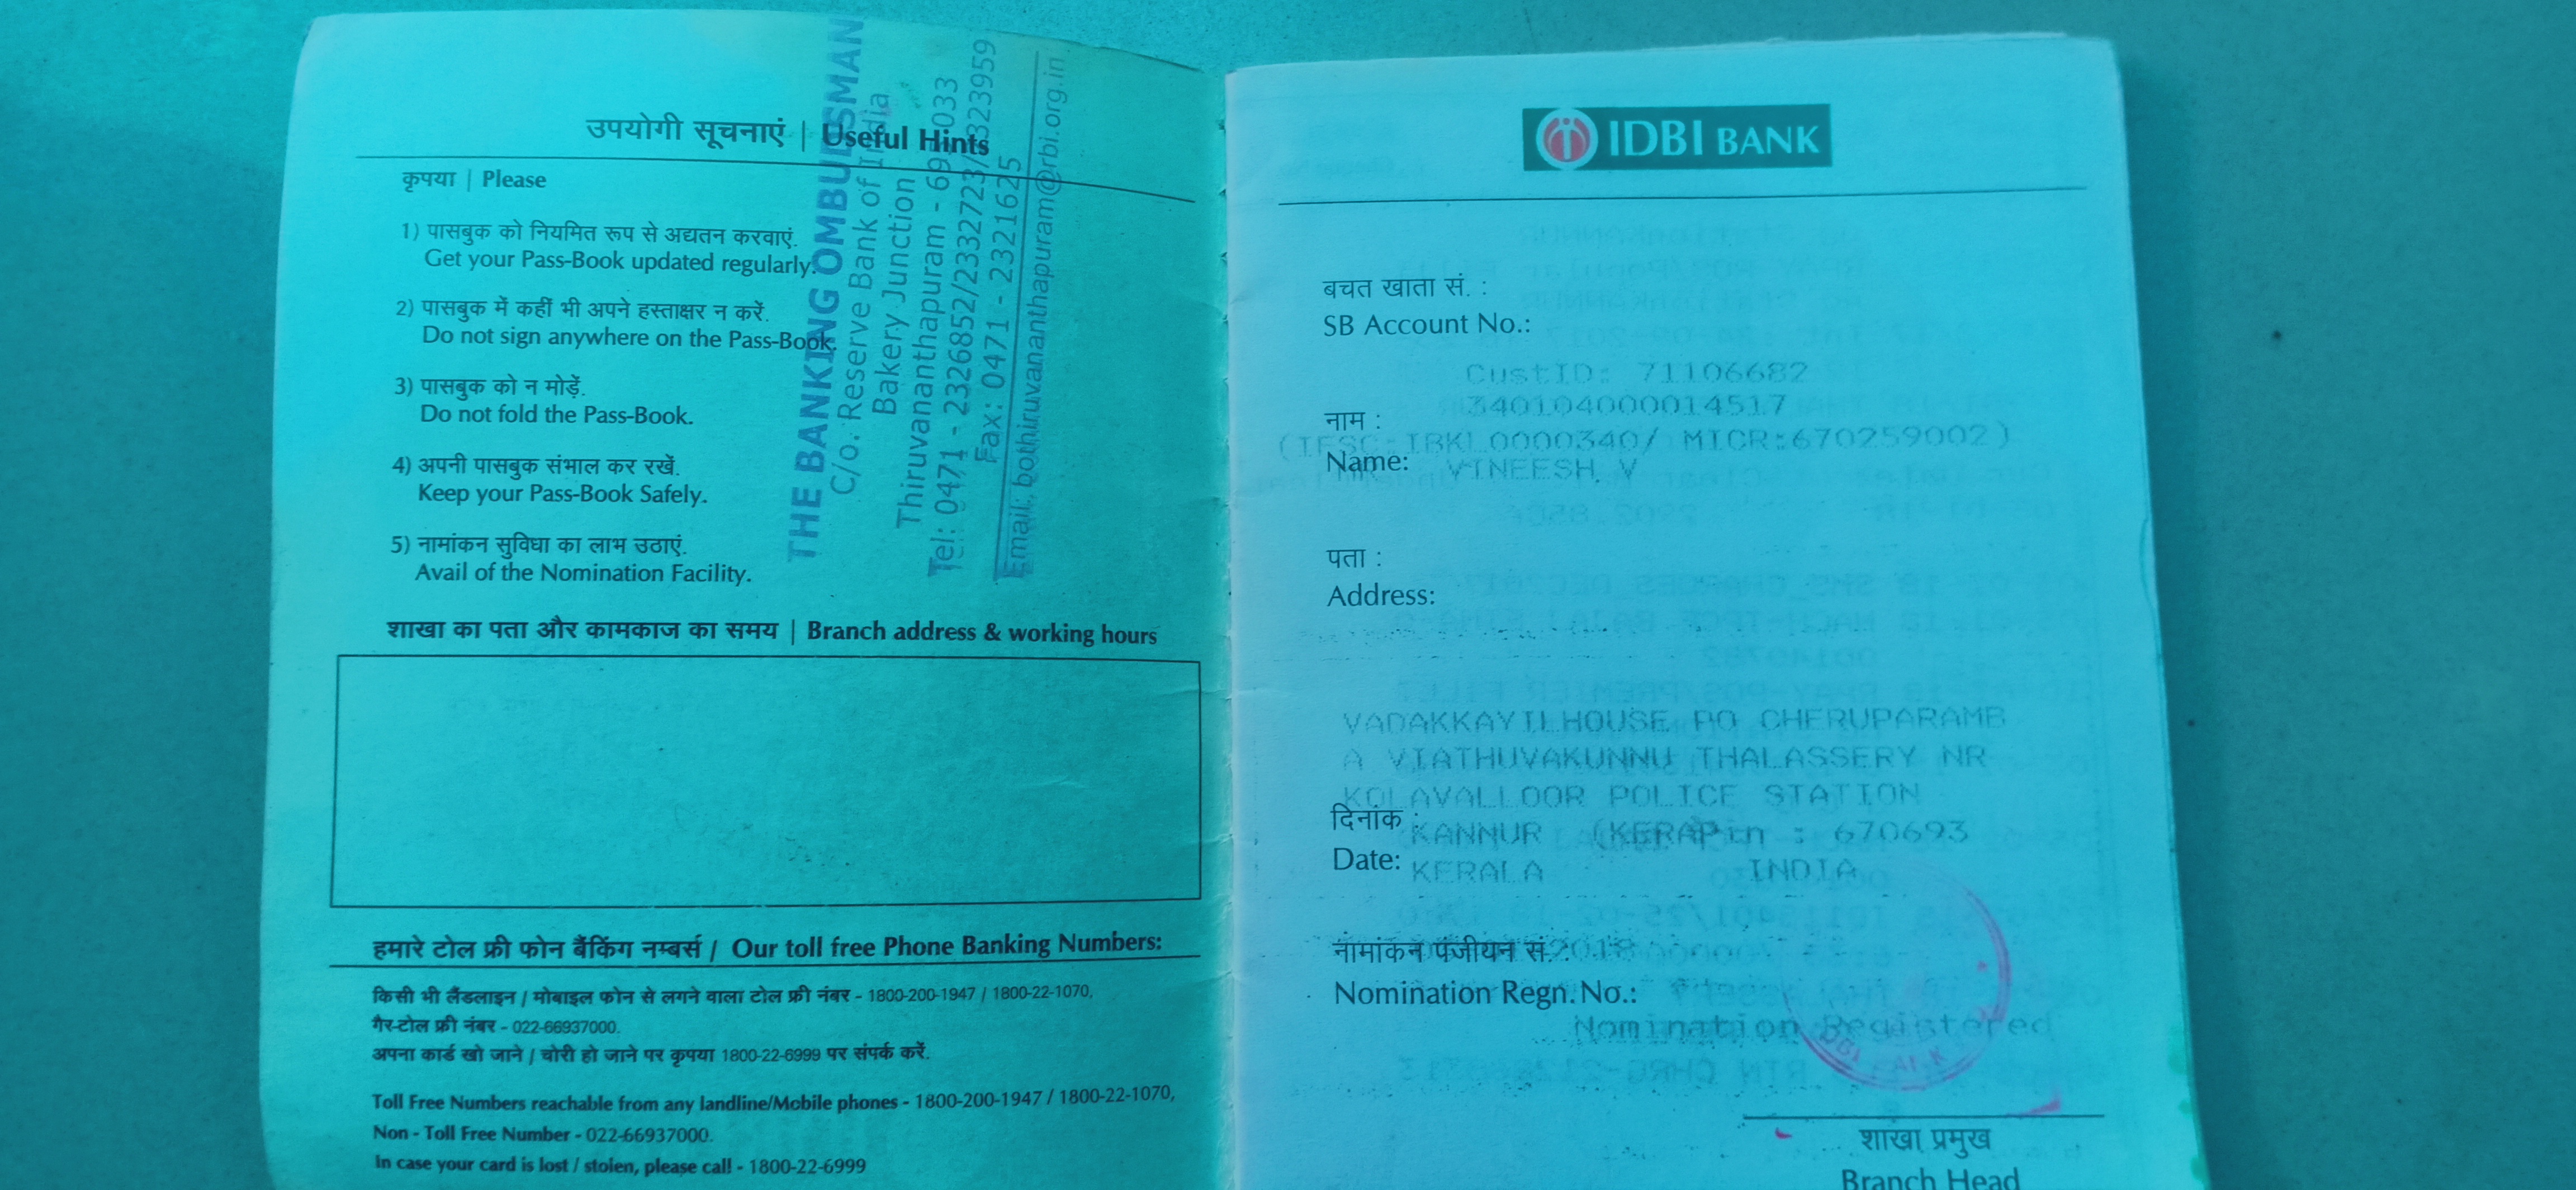 उपयोगी सूचनाएं | Useful Hints
कृपया | Please
1) पासबुक को नियमित रूप से अद्यतन करवाएं.
Get your Pass-Book updated regularly.
2) पासबुक में कहीं भी अपने हस्ताक्षर न करें.
Do not sign anywhere on the Pass-Book.
3) पासबुक को न मोड़ें.
Do not fold the Pass-Book.
4) अपनी पासबुक संभाल कर रखें.
Keep your Pass-Book Safely.
5) नामांकन सुविधा का लाभ उठाएं.
Avail of the Nomination Facility.
THE BANKING OMBUDSMAN
C/o. Reserve Bank of India
Bakery Junction
Thiruvananthapuram - 695 033
Tel: 0471 - 2326852/2332723/2323959
Fax: 0471 - 2321625
Email: bothiruvananthapuram@rbi.org.in
शाखा का पता और कामकाज का समय | Branch address & working hours
हमारे टोल फ्री फोन बैंकिंग नम्बर्स / Our toll free Phone Banking Numbers:
किसी भी लैंडलाइन / मोबाइल फोन से लगने वाला टोल फ्री नंबर - 1800-200-1947 / 1800-22-1070,
गैर-टोल फ्री नंबर - 022-66937000.
अपना कार्ड खो जाने / चोरी हो जाने पर कृपया 1800-22-6999 पर संपर्क करें.
Toll Free Numbers reachable from any landline/Mobile phones - 1800-200-1947 / 1800-22-1070,
Non - Toll Free Number - 022-66937000.
In case your card is lost / stolen, please call - 1800-22-6999
IDBI BANK
बचत खाता सं. :
SB Account No.:
CustID: 71106682
340104000014517
नाम :
(IFSC-IBKL0000340/ MICR:670259002)
Name: VINEESH V
पता :
Address:
VADAKKAYILHOUSE PO CHERUPARAMB
A VIATHUVAKUNNU THALASSERY NR
KOLAVALLOOR POLICE STATION
दिनांक :
KANNUR (KERAPin : 670693
Date: KERALA INDIA
नामांकन पंजीयन सं. : 2018
Nomination Regn. No.:
Nomination Registered
शाखा प्रमुख
Branch Head